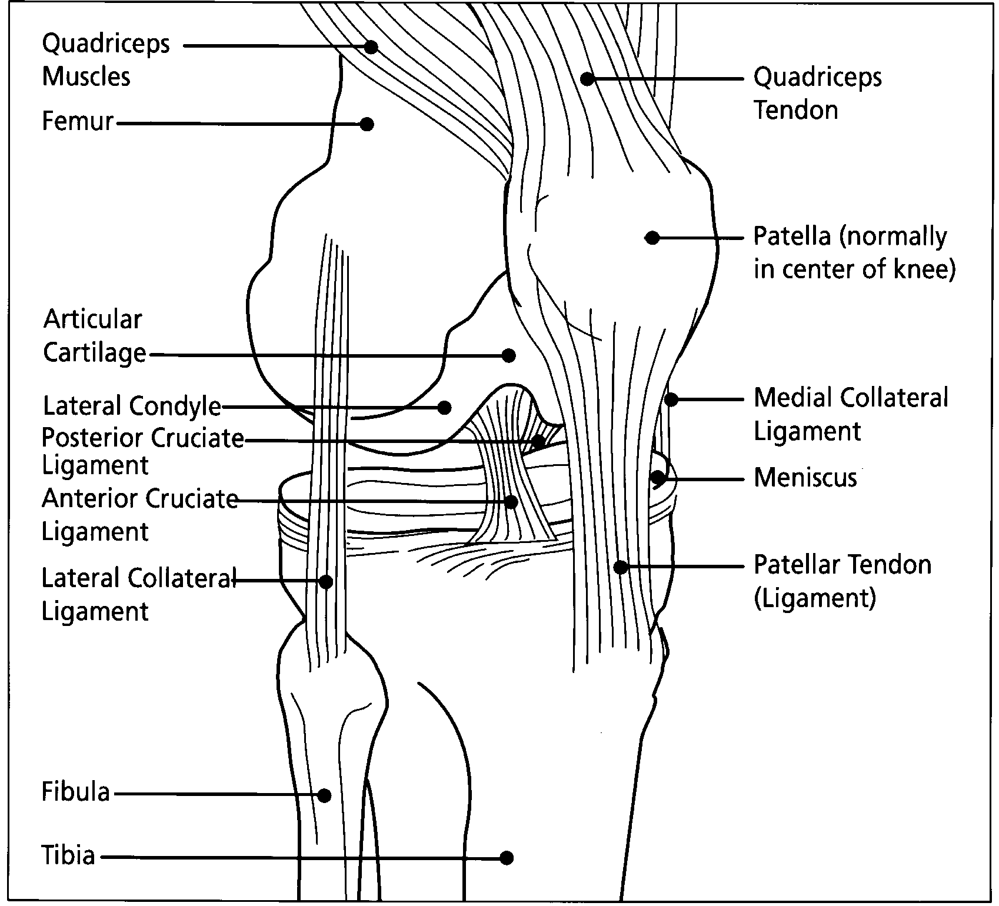 Quadriceps
Muscles
Femur
Articular
Cartilage
Lateral Condyle
Posterior Cruciate
Ligament
Anterior Cruciate
Ligament
Lateral Collateral
Ligament
Fibula
Tibia
Quadriceps
Tendon
Patella (normally
in center of knee)
Medial Collateral
Ligament
Meniscus
Patellar Tendon
(Ligament)